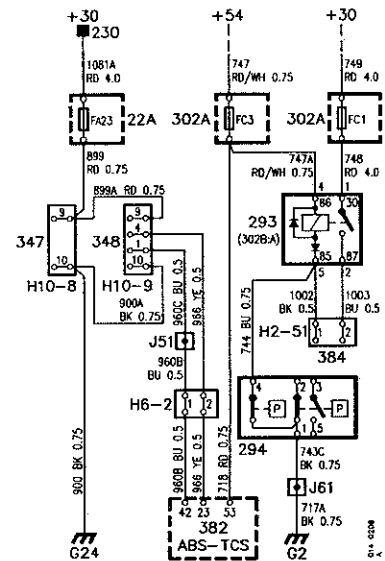 +30 +54 +30
230
1081A
RD 4.0
747
RD/WH 0.75
749
RD 4.0
FA23 22A 302A FC3 302A FC1
899
RD 0.75
747A
RD/WH 0.75
748
RD 4.0
899A RD 0.75
4 1
86 30
293
(302B:A)
85 87
5 2
347 9 10
348 9 4 1 10
H10-8 H10-9
900A
BK 0.75
960C BU 0.5
966 YE 0.5
744 BU 0.75
1002
BK 0.5
1003
BU 0.5
H2-51 1 2
384
J51
960B
BU 0.5
H6-2 1 2
4 2 3
P P
1 5
294
743C
BK 0.75
900 BK 0.75
960B BU 0.5
966 YE 0.5
718 RD 0.75
J61
717A
BK 0.75
42 23 53
382
ABS-TCS
G24 G2
014 0208
A